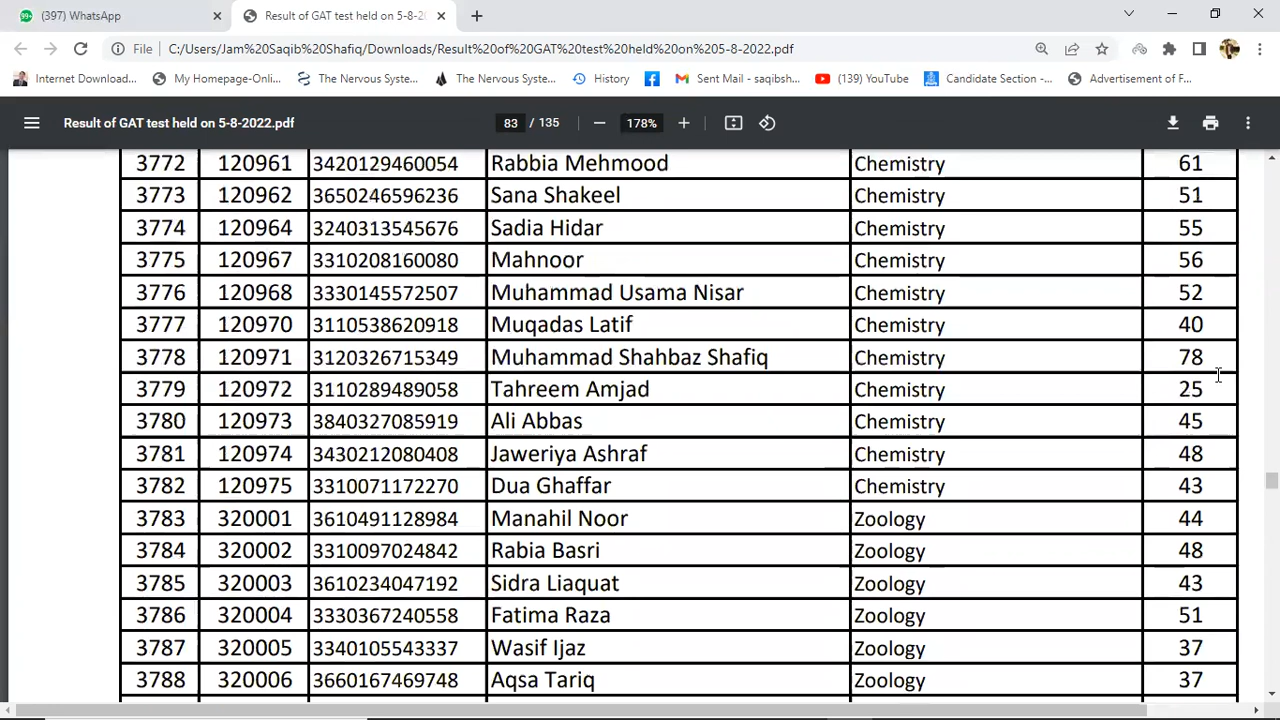 (397) WhatsApp
Result of GAT test held on 5-8-20
File C:/Users/Jam%20Saqib%20Shafiq/Downloads/Result%20of%20GAT%20test%20held%20on%205-8-2022.pdf
Internet Download... My Homepage-Onli... The Nervous Syste... The Nervous Syste... History Sent Mail - saqibsh... (139) YouTube Candidate Section -... Advertisement of F...
Result of GAT test held on 5-8-2022.pdf 83 / 135 178%
3772 120961 3420129460054 Rabbia Mehmood Chemistry 61
3773 120962 3650246596236 Sana Shakeel Chemistry 51
3774 120964 3240313545676 Sadia Hidar Chemistry 55
3775 120967 3310208160080 Mahnoor Chemistry 56
3776 120968 3330145572507 Muhammad Usama Nisar Chemistry 52
3777 120970 3110538620918 Muqadas Latif Chemistry 40
3778 120971 3120326715349 Muhammad Shahbaz Shafiq Chemistry 78
3779 120972 3110289489058 Tahreem Amjad Chemistry 25
3780 120973 3840327085919 Ali Abbas Chemistry 45
3781 120974 3430212080408 Jaweriya Ashraf Chemistry 48
3782 120975 3310071172270 Dua Ghaffar Chemistry 43
3783 320001 3610491128984 Manahil Noor Zoology 44
3784 320002 3310097024842 Rabia Basri Zoology 48
3785 320003 3610234047192 Sidra Liaquat Zoology 43
3786 320004 3330367240558 Fatima Raza Zoology 51
3787 320005 3340105543337 Wasif Ijaz Zoology 37
3788 320006 3660167469748 Aqsa Tariq Zoology 37